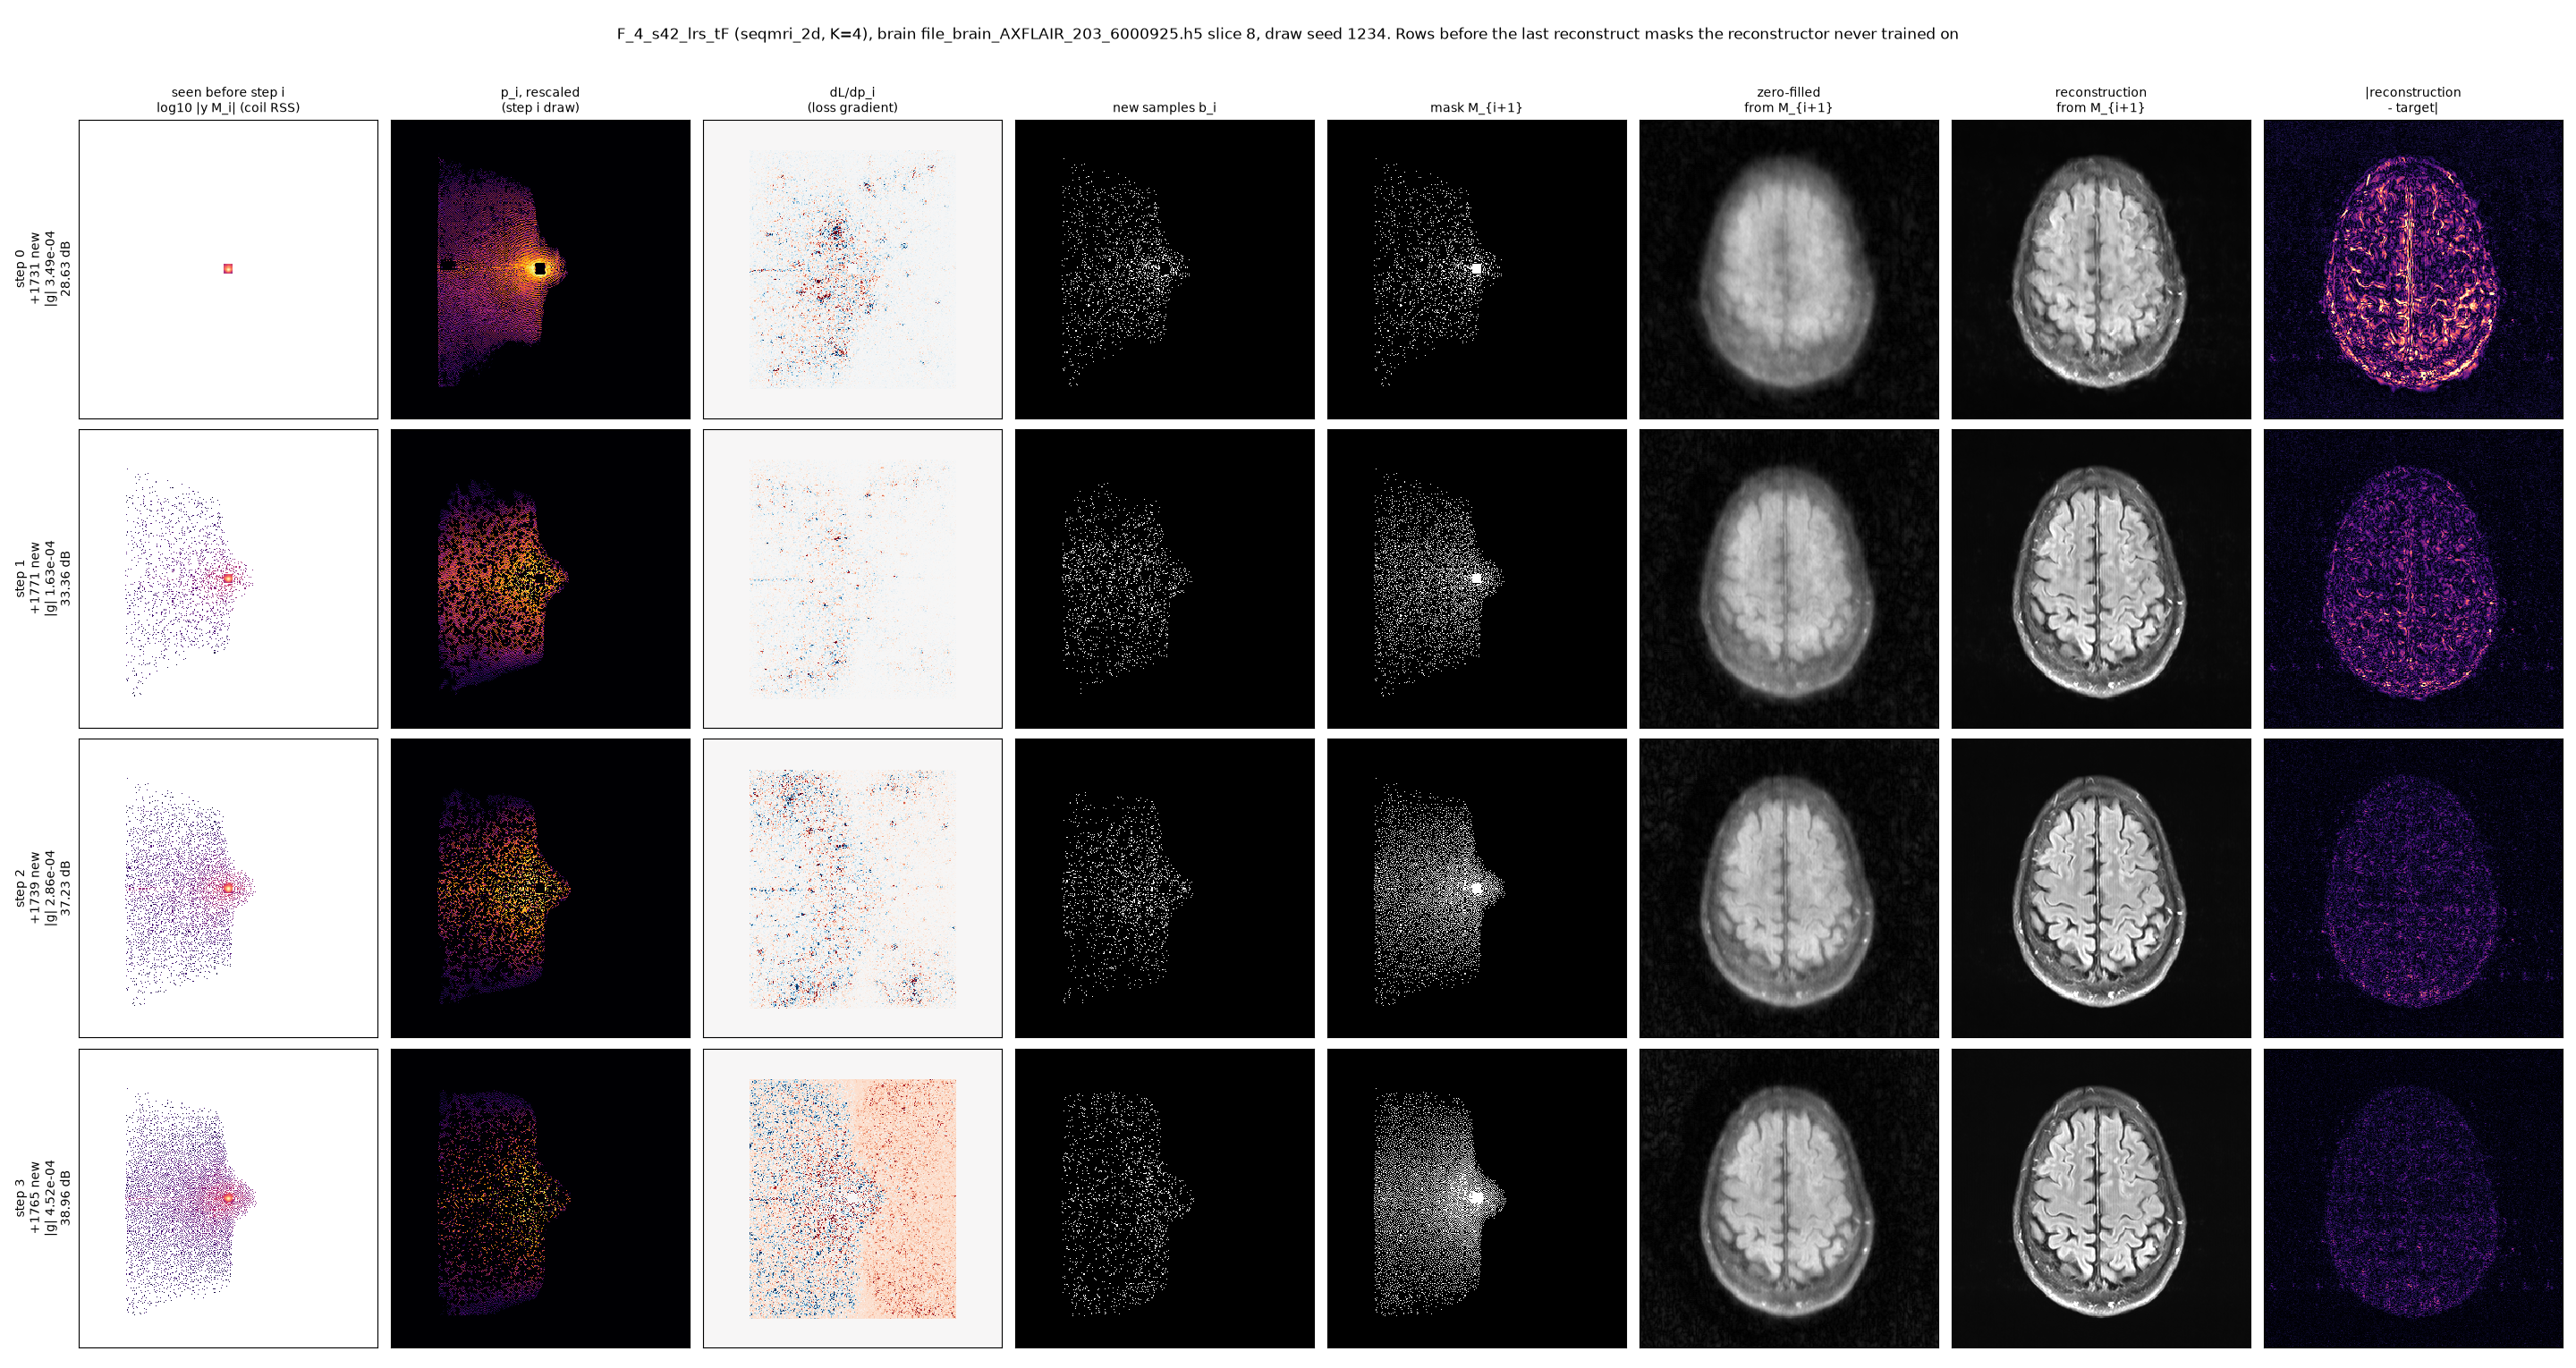 F_4_s42_lrs_tF (seqmri_2d, K=4), brain file_brain_AXFLAIR_203_6000925.h5 slice 8, draw seed 1234. Rows before the last reconstruct masks the reconstructor never trained on
seen before step i
log10 |y M_i| (coil RSS)
p_i, rescaled
(step i draw)
dL/dp_i
(loss gradient)
new samples b_i
mask M_{i+1}
zero-filled
from M_{i+1}
reconstruction
from M_{i+1}
|reconstruction
- target|
step 0
+1731 new
|g| 3.49e-04
28.63 dB
step 1
+1771 new
|g| 1.63e-04
33.36 dB
step 2
+1739 new
|g| 2.86e-04
37.23 dB
step 3
+1765 new
|g| 4.52e-04
38.96 dB